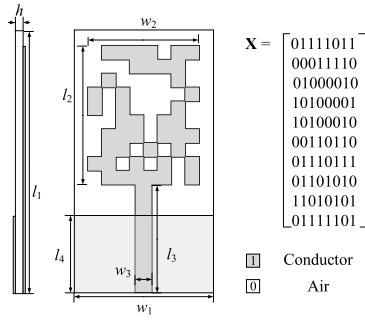 h
w₂
l₂
l₁
l₄
w₃
l₃
w₁
X =
01111011
00011110
01000010
10100001
10100010
00110110
01110111
01101010
11010101
01111101
1 Conductor
0 Air